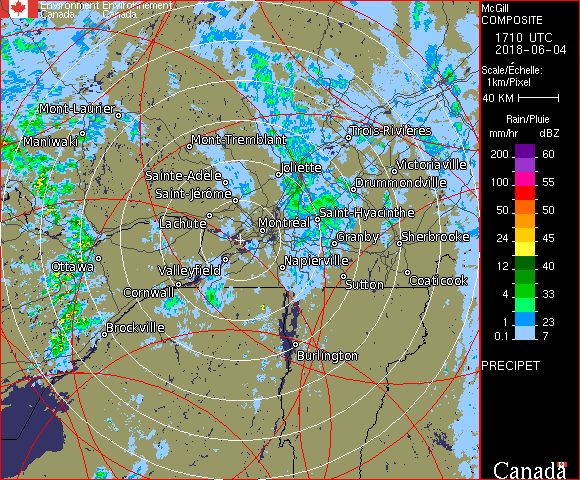 Environment Environnement
Canada Canada
McGill
COMPOSITE
1710 UTC
2018-06-04
Scale/Échelle:
1km/Pixel
40 KM
Rain/Pluie
mm/hr dBZ
200 60
100 55
50 50
24 45
12 40
4 33
1 23
0.1 7
PRECIPET
Canada
Mont-Laurier
Maniwaki
Mont-Tremblant
Trois-Rivières
Sainte-Adèle
Joliette
Victoriaville
Saint-Jérôme
Drummondville
Lachute
Montréal
Saint-Hyacinthe
Granby
Sherbrooke
Ottawa
Valleyfield
Napierville
Cornwall
Sutton
Coaticook
Brockville
Burlington